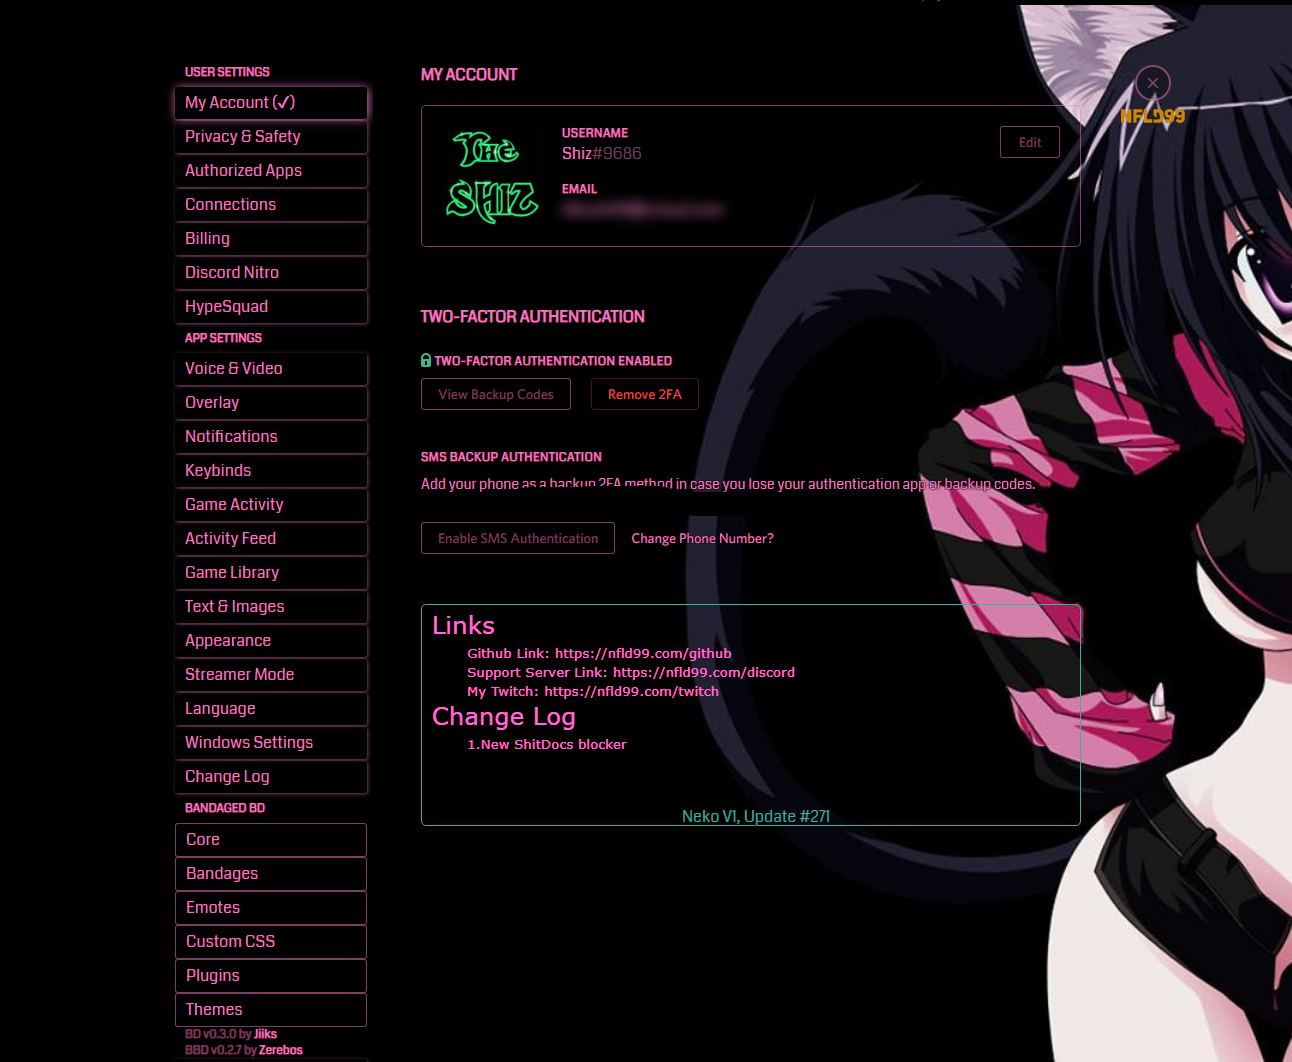 USER SETTINGS
My Account (✓)
Privacy & Safety
Authorized Apps
Connections
Billing
Discord Nitro
HypeSquad
APP SETTINGS
Voice & Video
Overlay
Notifications
Keybinds
Game Activity
Activity Feed
Game Library
Text & Images
Appearance
Streamer Mode
Language
Windows Settings
Change Log
BANDAGED BD
Core
Bandages
Emotes
Custom CSS
Plugins
Themes
BD v0.3.0 by Jiiks
BBD v0.2.7 by Zerebos
MY ACCOUNT
The
SHIZ
USERNAME
Shiz#9686
EMAIL
Edit
NFLD99
TWO-FACTOR AUTHENTICATION
TWO-FACTOR AUTHENTICATION ENABLED
View Backup Codes
Remove 2FA
SMS BACKUP AUTHENTICATION
Add your phone as a backup 2FA method in case you lose your authentication app or backup codes.
Enable SMS Authentication
Change Phone Number?
Links
Github Link: https://nfld99.com/github
Support Server Link: https://nfld99.com/discord
My Twitch: https://nfld99.com/twitch
Change Log
1.New ShitDocs blocker
Neko V1, Update #271